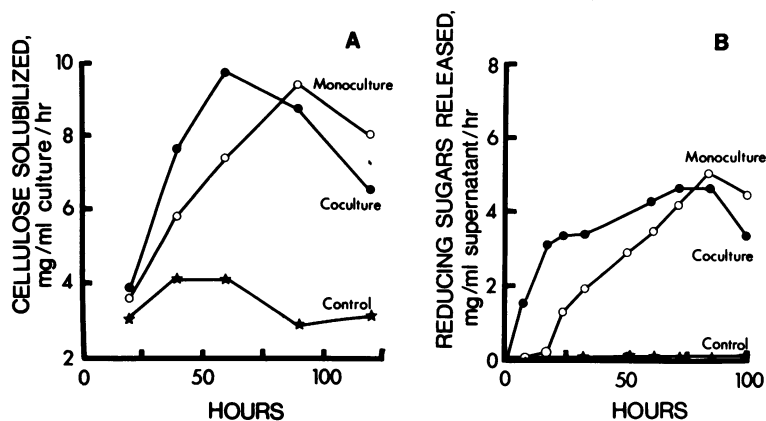 A
CELLULOSE SOLUBILIZED,
mg/ml culture/hr
10
8
6
4
2
0
50
100
HOURS
Monoculture
Coculture
Control
B
REDUCING SUGARS RELEASED,
mg/ml supernatant/hr
8
6
4
2
0
0
50
100
HOURS
Monoculture
Coculture
Control